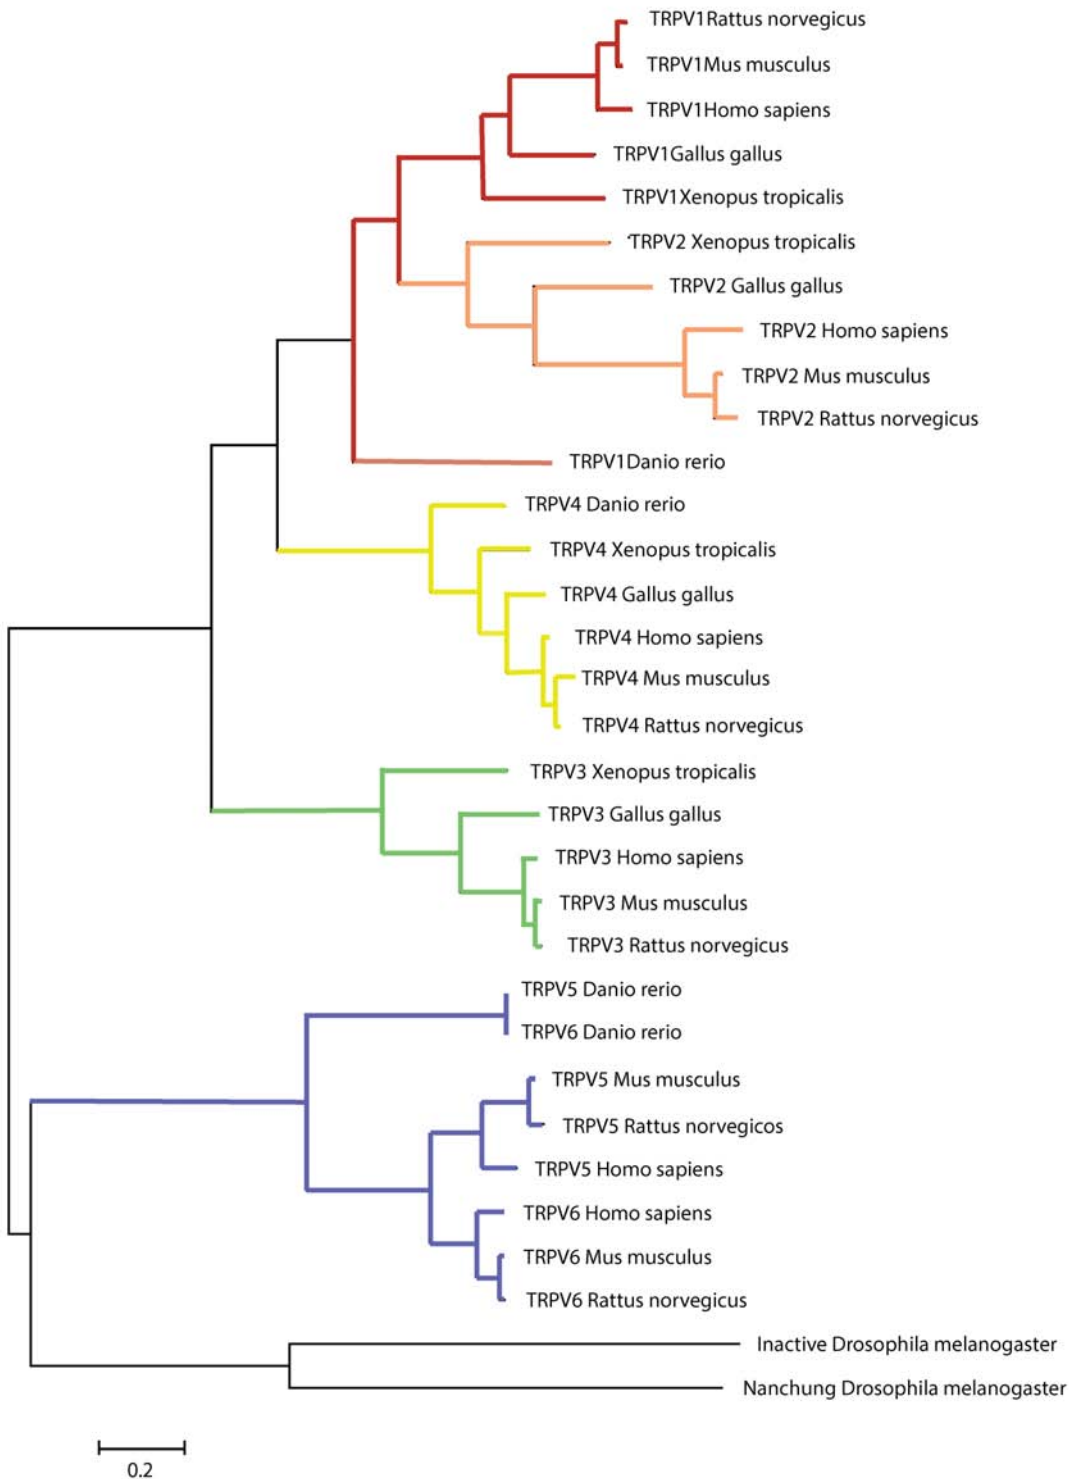 TRPV1Rattus norvegicus
TRPV1Mus musculus
TRPV1Homo sapiens
TRPV1Gallus gallus
TRPV1Xenopus tropicalis
TRPV2 Xenopus tropicalis
TRPV2 Gallus gallus
TRPV2 Homo sapiens
TRPV2 Mus musculus
TRPV2 Rattus norvegicus
TRPV1Danio rerio
TRPV4 Danio rerio
TRPV4 Xenopus tropicalis
TRPV4 Gallus gallus
TRPV4 Homo sapiens
TRPV4 Mus musculus
TRPV4 Rattus norvegicus
TRPV3 Xenopus tropicalis
TRPV3 Gallus gallus
TRPV3 Homo sapiens
TRPV3 Mus musculus
TRPV3 Rattus norvegicus
TRPV5 Danio rerio
TRPV6 Danio rerio
TRPV5 Mus musculus
TRPV5 Rattus norvegicos
TRPV5 Homo sapiens
TRPV6 Homo sapiens
TRPV6 Mus musculus
TRPV6 Rattus norvegicus
Inactive Drosophila melanogaster
Nanchung Drosophila melanogaster
0.2